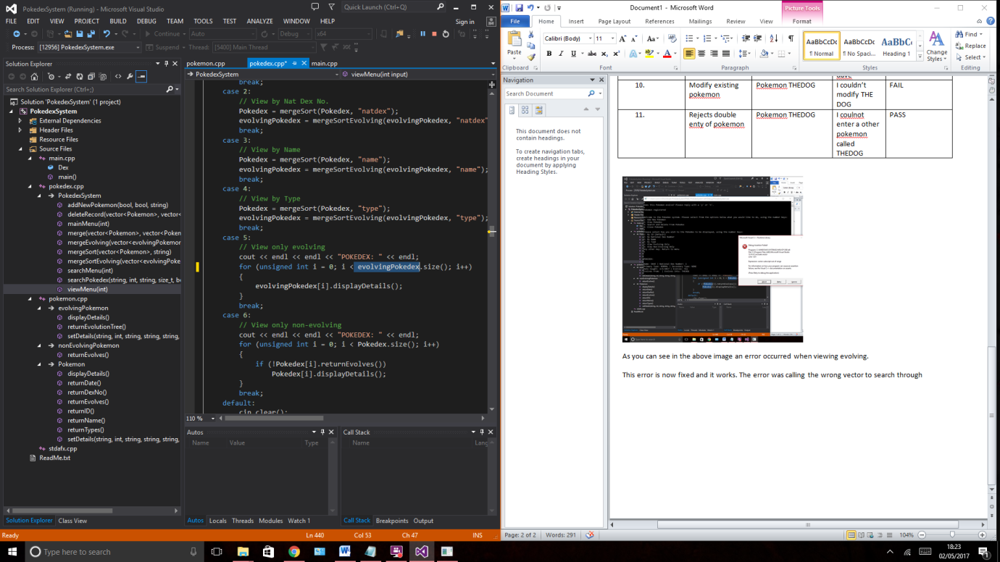 PokedexSystem (Running) - Microsoft Visual Studio
Quick Launch (Ctrl+Q)
FILE EDIT VIEW PROJECT BUILD DEBUG TEAM TOOLS TEST ANALYZE WINDOW HELP
Sign in
Continue Auto Debug x64
Process: [12956] PokedexSystem.exe Suspend Thread: [5400] Main Thread
Solution Explorer
Search Solution Explorer (Ctrl+;)
Solution 'PokedexSystem' (1 project)
PokedexSystem
External Dependencies
Header Files
Resource Files
Source Files
main.cpp
Dex
main()
pokedex.cpp
PokedexSystem
addNewPokemon(bool, bool, string)
deleteRecord(vector<Pokemon>, vector<
mainMenu(int)
merge(vector<Pokemon>, vector<Pokem
mergeEvolving(vector<evolvingPokemon
mergeSort(vector<Pokemon>, string)
mergeSortEvolving(vector<evolvingPoke
searchMenu(int)
searchPokedex(string, int, string, size_t, bo
viewMenu(int)
pokemon.cpp
evolvingPokemon
displayDetails()
returnEvolutionTree()
setDetails(string, int, string, string, string,
nonEvolvingPokemon
returnEvolves()
Pokemon
displayDetails()
returnDate()
returnDexNo()
returnEvolves()
returnID()
returnName()
returnTypes()
setDetails(string, int, string, string, string,
stdafx.cpp
ReadMe.txt
Solution Explorer Class View
pokemon.cpp pokedex.cpp* main.cpp
PokedexSystem viewMenu(int input)
break;
case 2:
// View by Nat Dex No.
Pokedex = mergeSort(Pokedex, "natdex");
evolvingPokedex = mergeSortEvolving(evolvingPokedex, "natdex"
break;
case 3:
// View by Name
Pokedex = mergeSort(Pokedex, "name");
evolvingPokedex = mergeSortEvolving(evolvingPokedex, "name");
break;
case 4:
// View by Type
Pokedex = mergeSort(Pokedex, "type");
evolvingPokedex = mergeSortEvolving(evolvingPokedex, "type");
break;
case 5:
// View only evolving
cout << endl << endl << "POKEDEX: " << endl;
for (unsigned int i = 0; i < evolvingPokedex.size(); i++)
{
evolvingPokedex[i].displayDetails();
}
break;
case 6:
// View only non-evolving
cout << endl << endl << "POKEDEX: " << endl;
for (unsigned int i = 0; i < Pokedex.size(); i++)
{
if (!Pokedex[i].returnEvolves())
Pokedex[i].displayDetails();
}
break;
default:
cin.clear();
110 %
Autos
Name Value Type
Autos Locals Threads Modules Watch 1
Call Stack
Name Lang
Call Stack Breakpoints Output
Ready Ln 440 Col 53 Ch 47 INS
Document1 - Microsoft Word
Picture Tools
File Home Insert Page Layout References Mailings Review View Format
Paste
Calibri (Body) 11
AaBbCcDc AaBbCcDc AaBbCc
¶ Normal ¶ No Spaci... Heading 1
Change Styles
Find
Replace
Select
Clipboard Font Paragraph Styles Editing
Navigation
Search Document
This document does not
contain headings.
To create navigation tabs,
create headings in your
document by applying
Heading Styles.
dave
10. Modify existing pokemon Pokemon THEDOG I couldn't modify THE DOG FAIL
11. Rejects double enty of pokemon Pokemon THEDOG I coulnot enter a other pokemon called THEDOG PASS
As you can see in the above image an error occurred when viewing evolving.
This error is now fixed and it works. The error was calling the wrong vector to search through
Page: 2 of 2 Words: 291 104%
Type here to search
18:23
02/05/2017